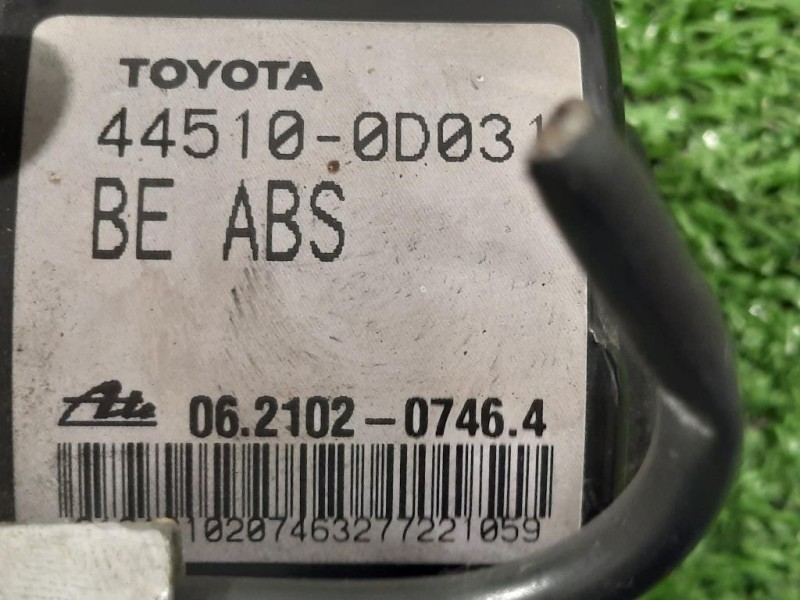 TOYOTA
44510-0D031
BE ABS
Ate 06.2102-0746.4